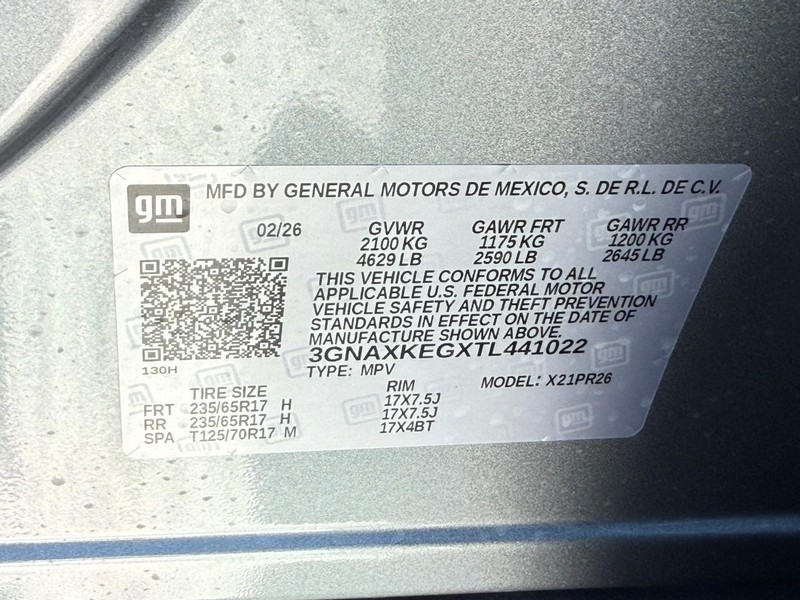 gm MFD BY GENERAL MOTORS DE MEXICO, S. DE R.L. DE C.V.
02/26 GVWR GAWR FRT GAWR RR
2100 KG 1175 KG 1200 KG
4629 LB 2590 LB 2645 LB
THIS VEHICLE CONFORMS TO ALL
APPLICABLE U.S. FEDERAL MOTOR
VEHICLE SAFETY AND THEFT PREVENTION
STANDARDS IN EFFECT ON THE DATE OF
MANUFACTURE SHOWN ABOVE.
3GNAXKEGXTL441022
130H
TYPE: MPV MODEL: X21PR26
TIRE SIZE RIM
FRT 235/65R17 H 17X7.5J
RR 235/65R17 H 17X7.5J
SPA T125/70R17 M 17X4BT